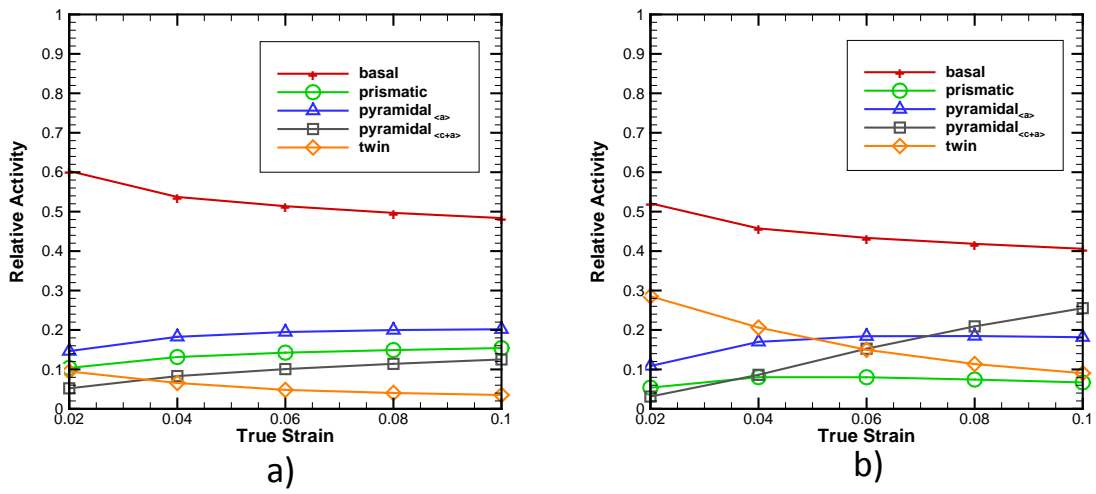 1
0.9
0.8
0.7
0.6
0.5
0.4
0.3
0.2
0.1
0
Relative Activity
basal
prismatic
pyramidal<a>
pyramidal<c+a>
twin
0.02 0.04 0.06 0.08 0.1
True Strain
a)
1
0.9
0.8
0.7
0.6
0.5
0.4
0.3
0.2
0.1
0
Relative Activity
basal
prismatic
pyramidal<a>
pyramidal<c+a>
twin
0.02 0.04 0.06 0.08 0.1
True Strain
b)